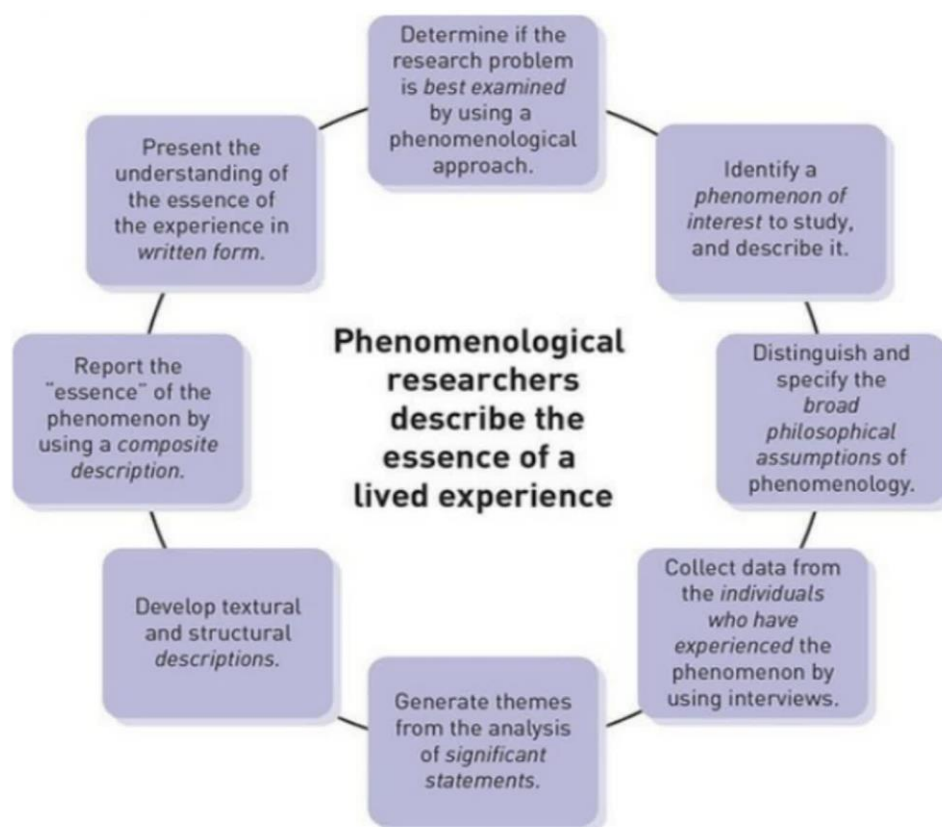 Determine if the
research problem
is best examined
by using a
phenomenological
approach.
Identify a
phenomenon of
interest to study,
and describe it.
Distinguish and
specify the
broad
philosophical
assumptions of
phenomenology.
Collect data from
the individuals
who have
experienced the
phenomenon by
using interviews.
Generate themes
from the analysis
of significant
statements.
Develop textural
and structural
descriptions.
Report the
"essence" of the
phenomenon by
using a composite
description.
Present the
understanding of
the essence of
the experience in
written form.
Phenomenological
researchers
describe the
essence of a
lived experience